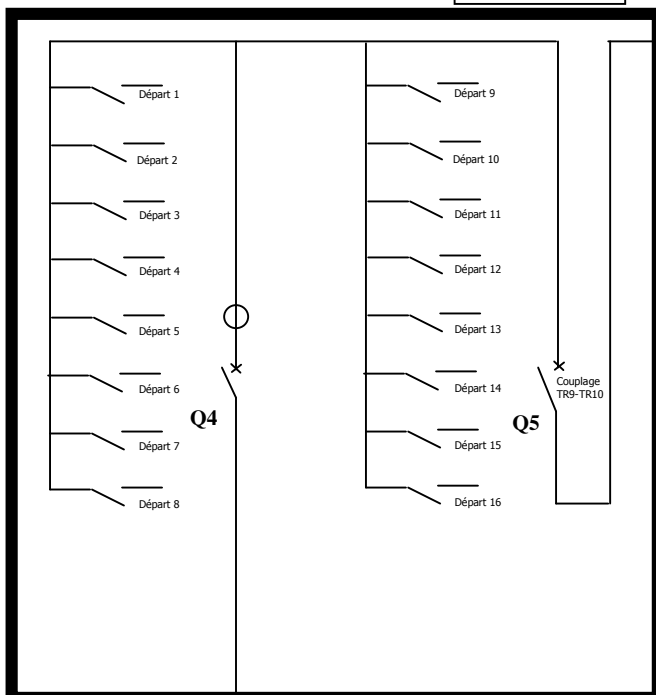 Départ 1
Départ 2
Départ 3
Départ 4
Départ 5
Départ 6
Départ 7
Départ 8
Q4
Départ 9
Départ 10
Départ 11
Départ 12
Départ 13
Départ 14
Départ 15
Départ 16
Q5
Couplage
TR9-TR10